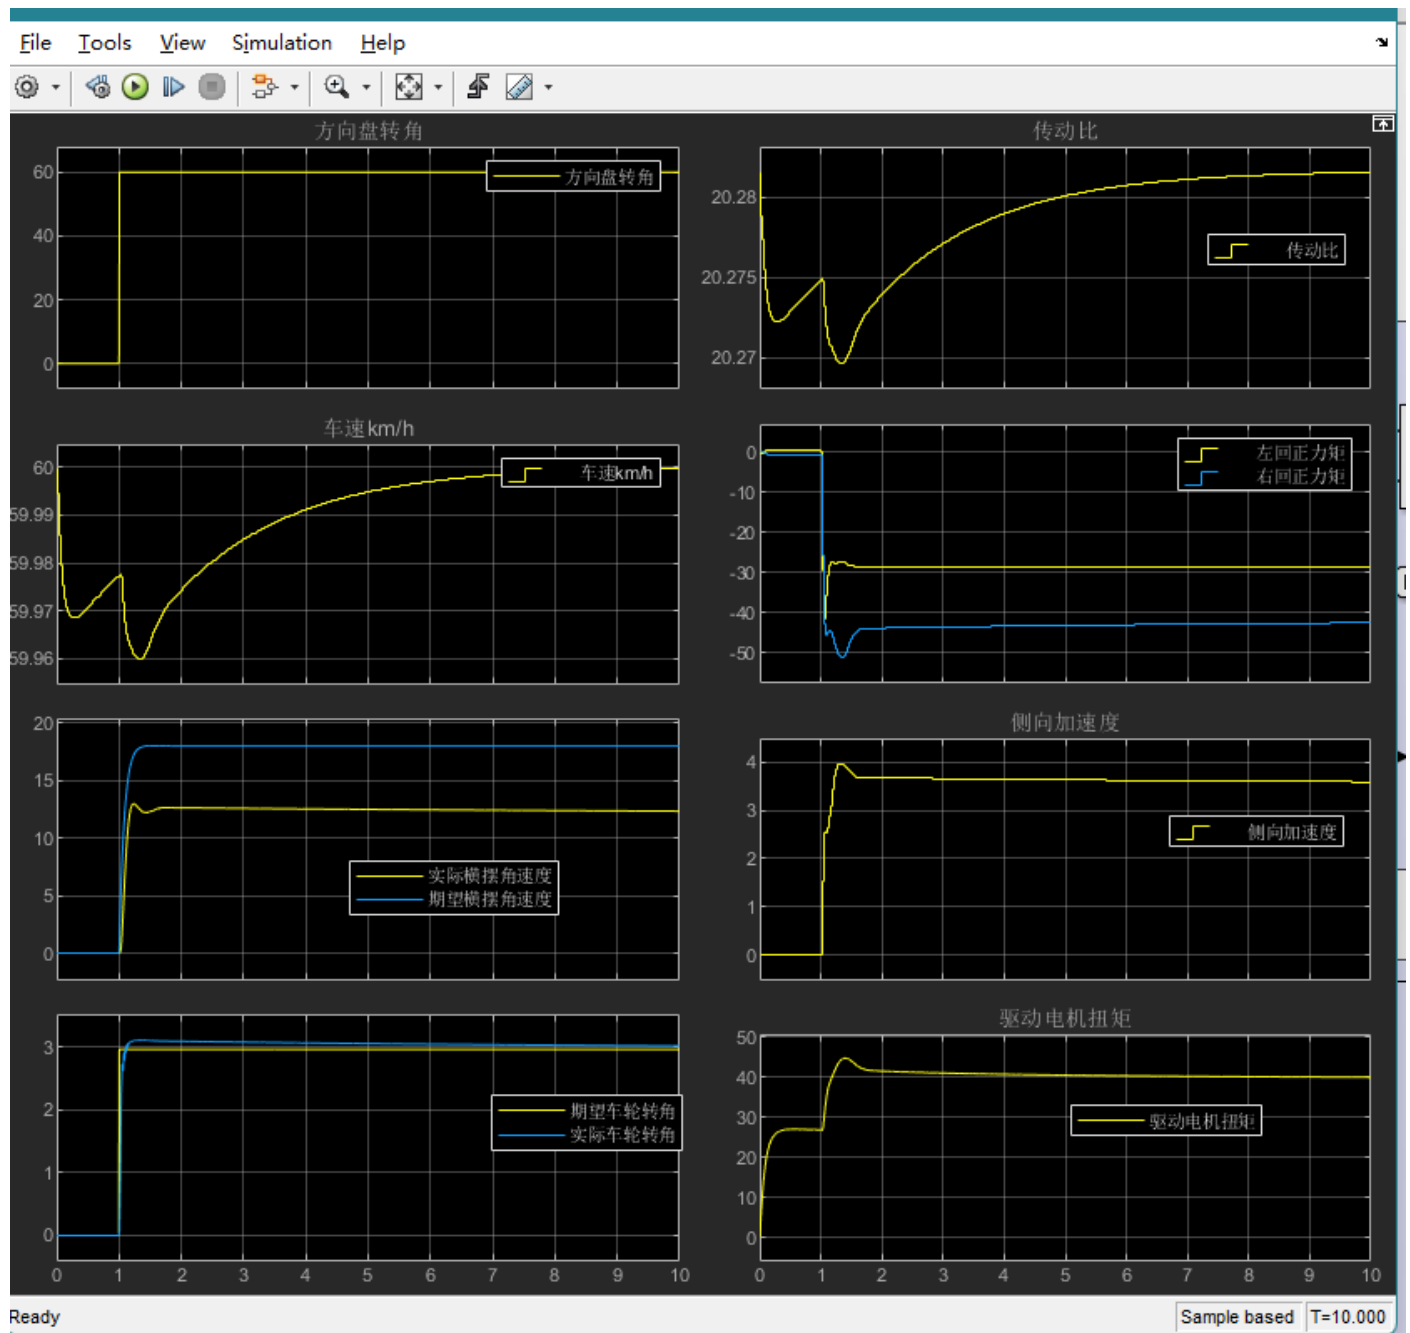 File Tools View Simulation Help
方向盘转角
60
40
20
0
方向盘转角
传动比
20.28
20.275
20.27
传动比
车速km/h
60
59.99
59.98
59.97
59.96
车速km/h
0
-10
-20
-30
-40
-50
左回正力矩
右回正力矩
20
15
10
5
0
实际横摆角速度
期望横摆角速度
侧向加速度
4
3
2
1
0
侧向加速度
3
2
1
0
期望车轮转角
实际车轮转角
0 1 2 3 4 5 6 7 8 9 10
驱动电机扭矩
50
40
30
20
10
0
驱动电机扭矩
0 1 2 3 4 5 6 7 8 9 10
Ready
Sample based T=10.000